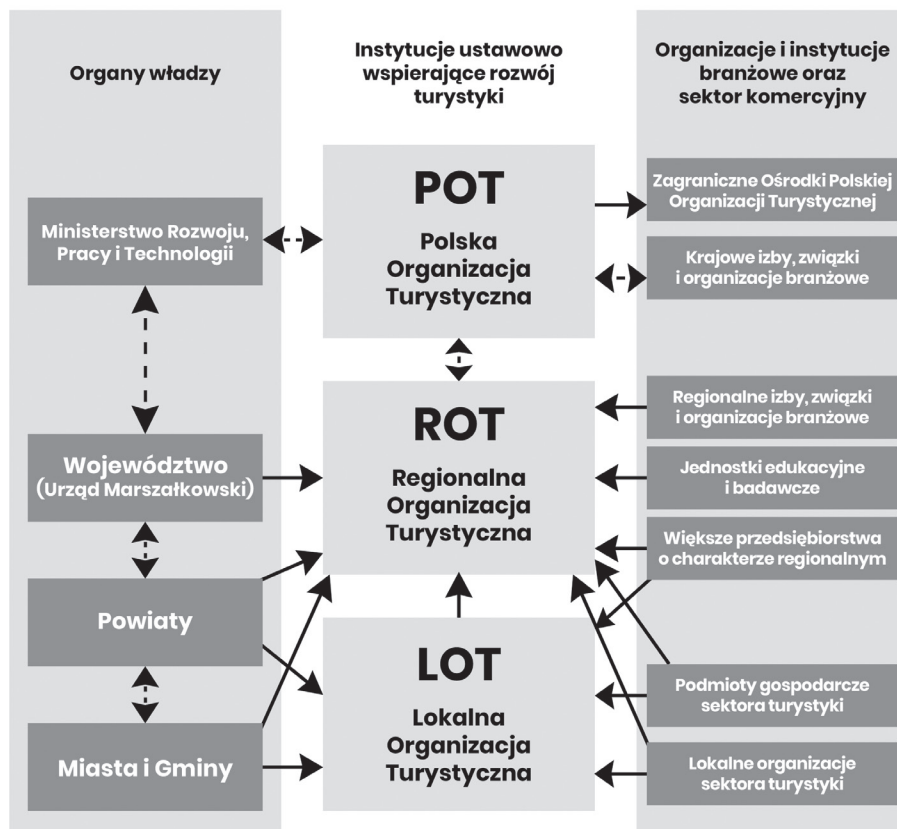 Organy władzy
Instytucje ustawowo
wspierające rozwój
turystyki
Organizacje i instytucje
branżowe oraz
sektor komercyjny
Ministerstwo Rozwoju,
Pracy i Technologii
Województwo
(Urząd Marszałkowski)
Powiaty
Miasta i Gminy
POT
Polska
Organizacja
Turystyczna
ROT
Regionalna
Organizacja
Turystyczna
LOT
Lokalna
Organizacja
Turystyczna
Zagraniczne Ośrodki Polskiej
Organizacji Turystycznej
Krajowe izby, związki
i organizacje branżowe
Regionalne izby, związki
i organizacje branżowe
Jednostki edukacyjne
i badawcze
Większe przedsiębiorstwa
o charakterze regionalnym
Podmioty gospodarcze
sektora turystyki
Lokalne organizacje
sektora turystyki